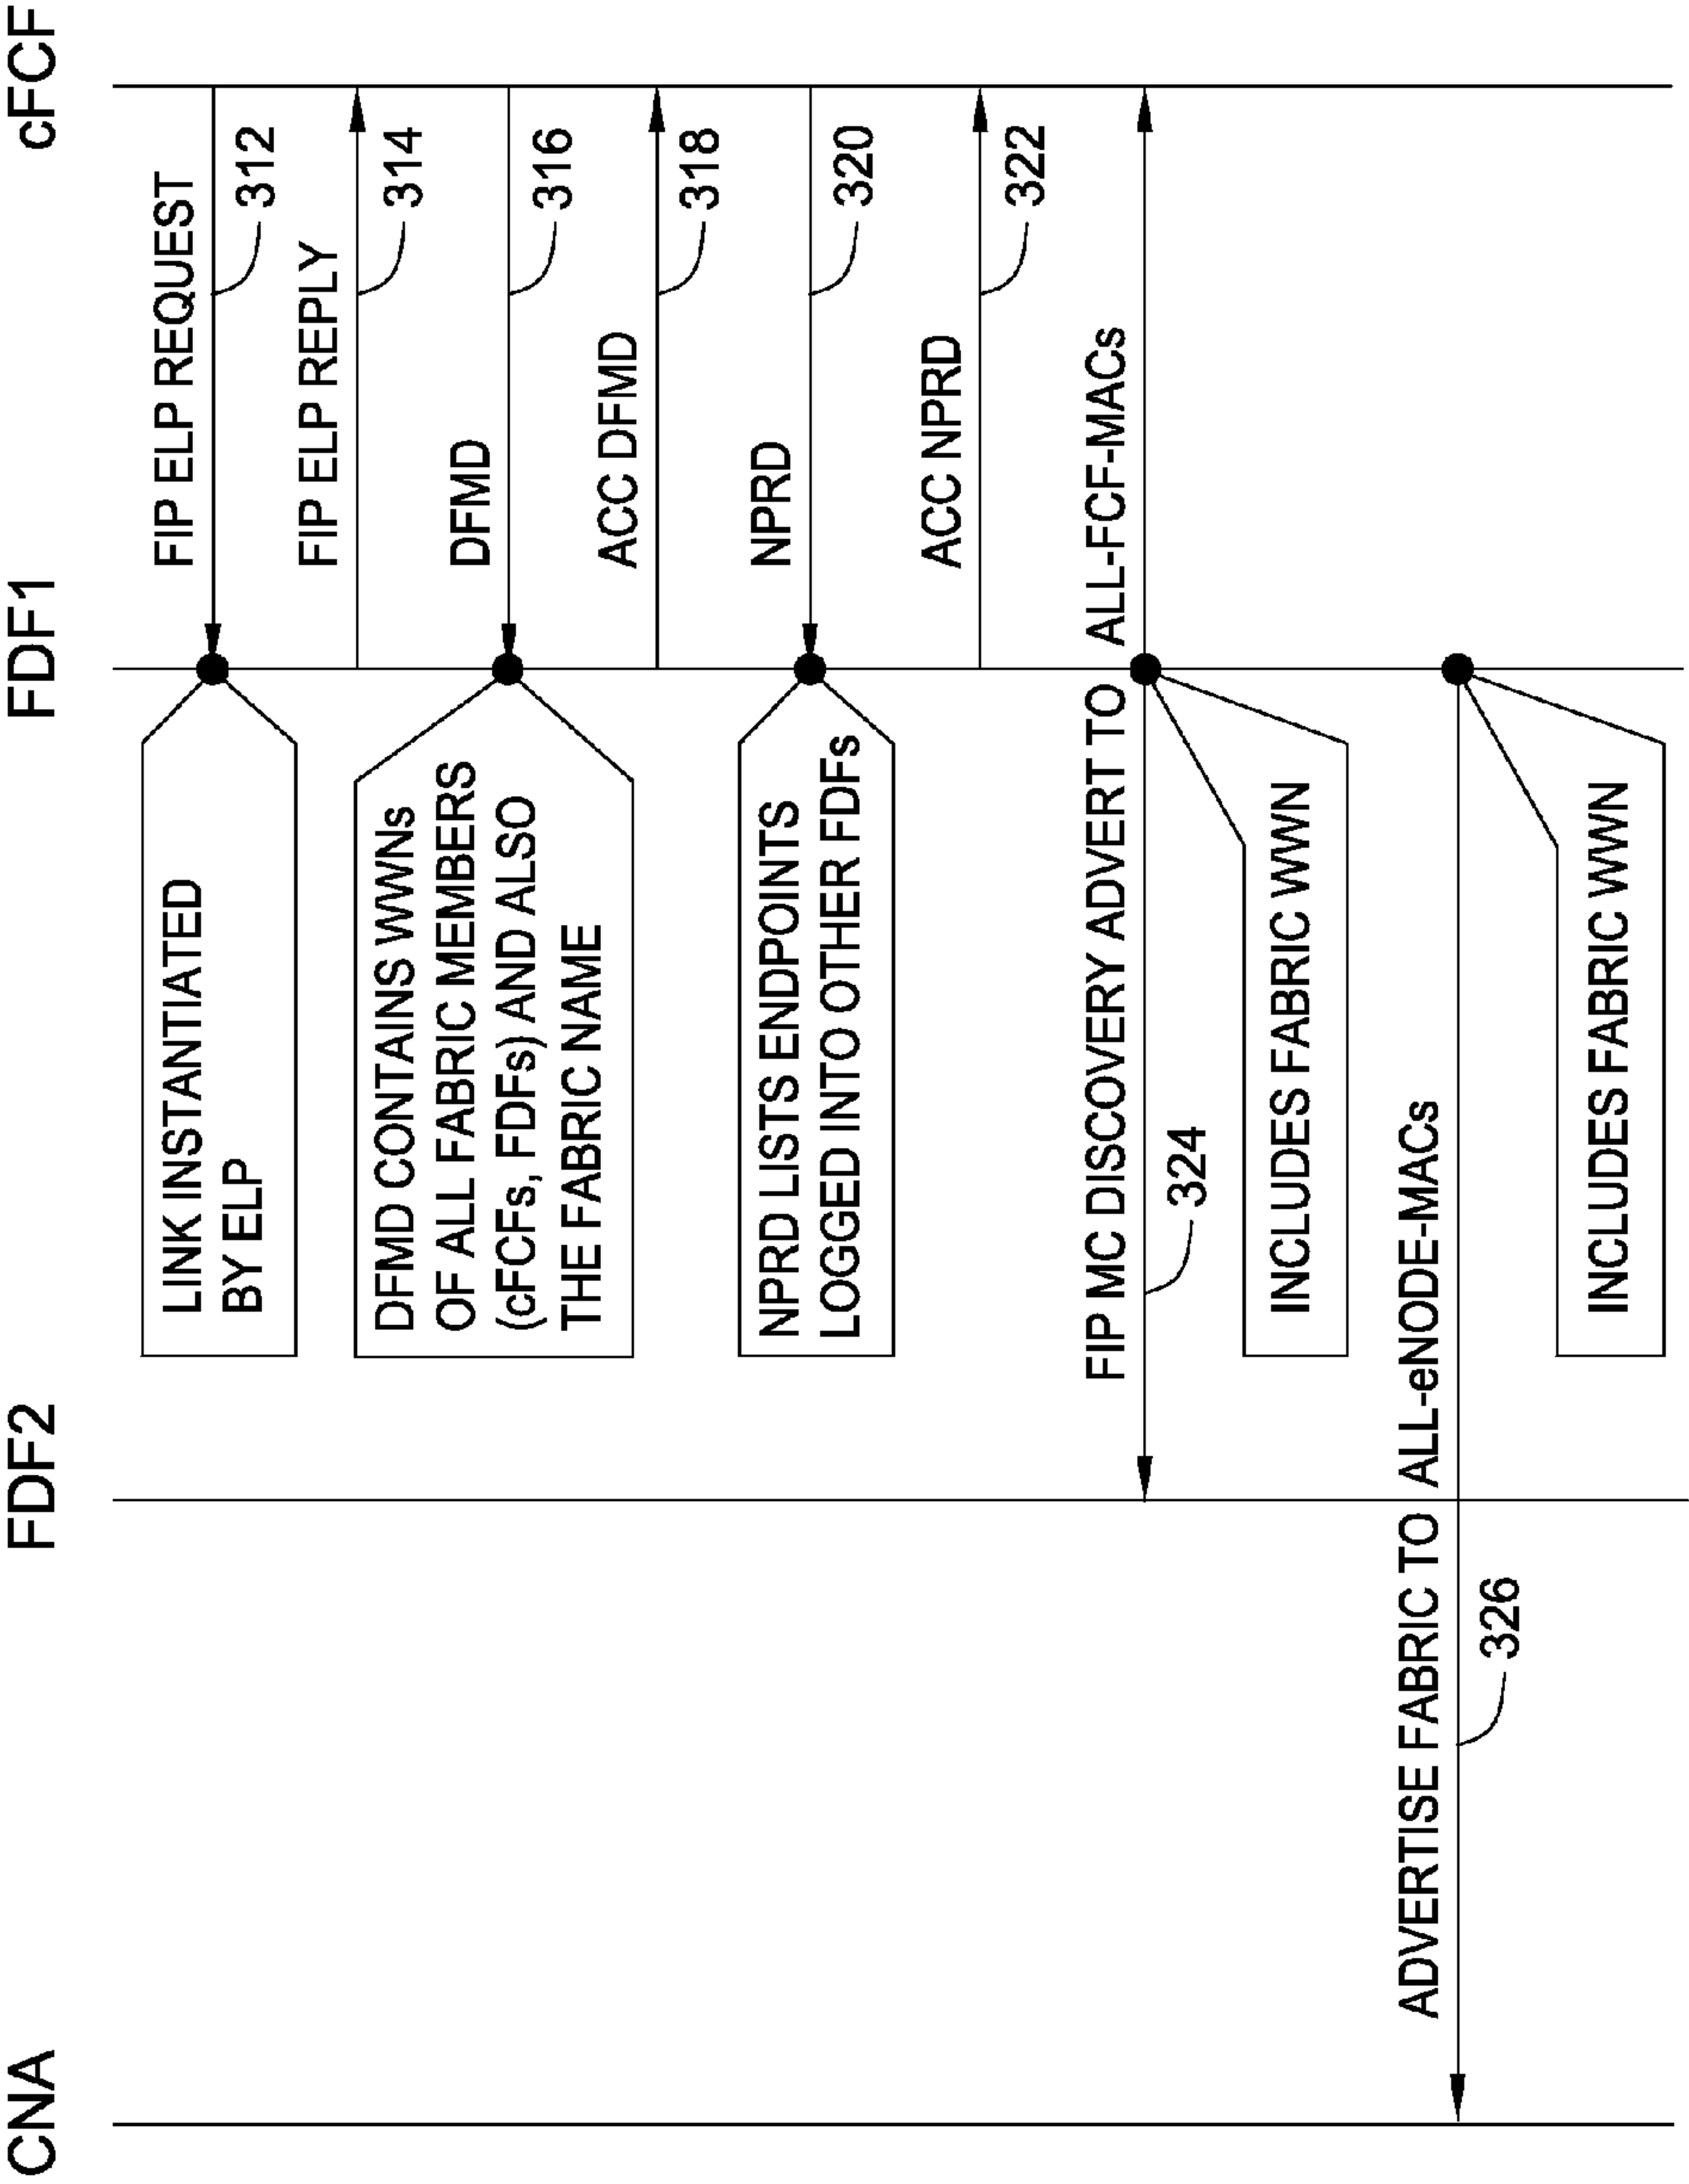 CNA
FDF2
FDF1
cFCF
FIP ELP REQUEST
312
LINK INSTANTIATED
BY ELP
FIP ELP REPLY
314
DFMD
316
DFMD CONTAINS WWNs
OF ALL FABRIC MEMBERS
(cFCFs, FDFs) AND ALSO
THE FABRIC NAME
ACC DFMD
318
NPRD
320
NPRD LISTS ENDPOINTS
LOGGED INTO OTHER FDFs
ACC NPRD
322
FIP MC DISCOVERY ADVERT TO ALL-FCF-MACs
324
INCLUDES FABRIC WWN
ADVERTISE FABRIC TO ALL-eNODE-MACs
326
INCLUDES FABRIC WWN